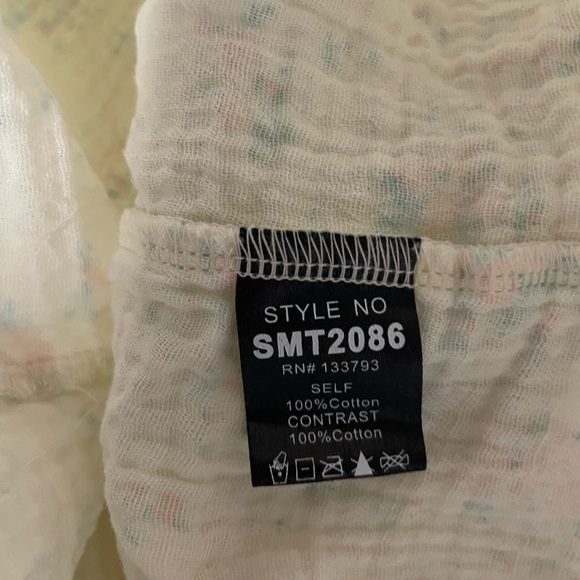 STYLE NO
SMT2086
RN# 133793
SELF
100%Cotton
CONTRAST
100%Cotton